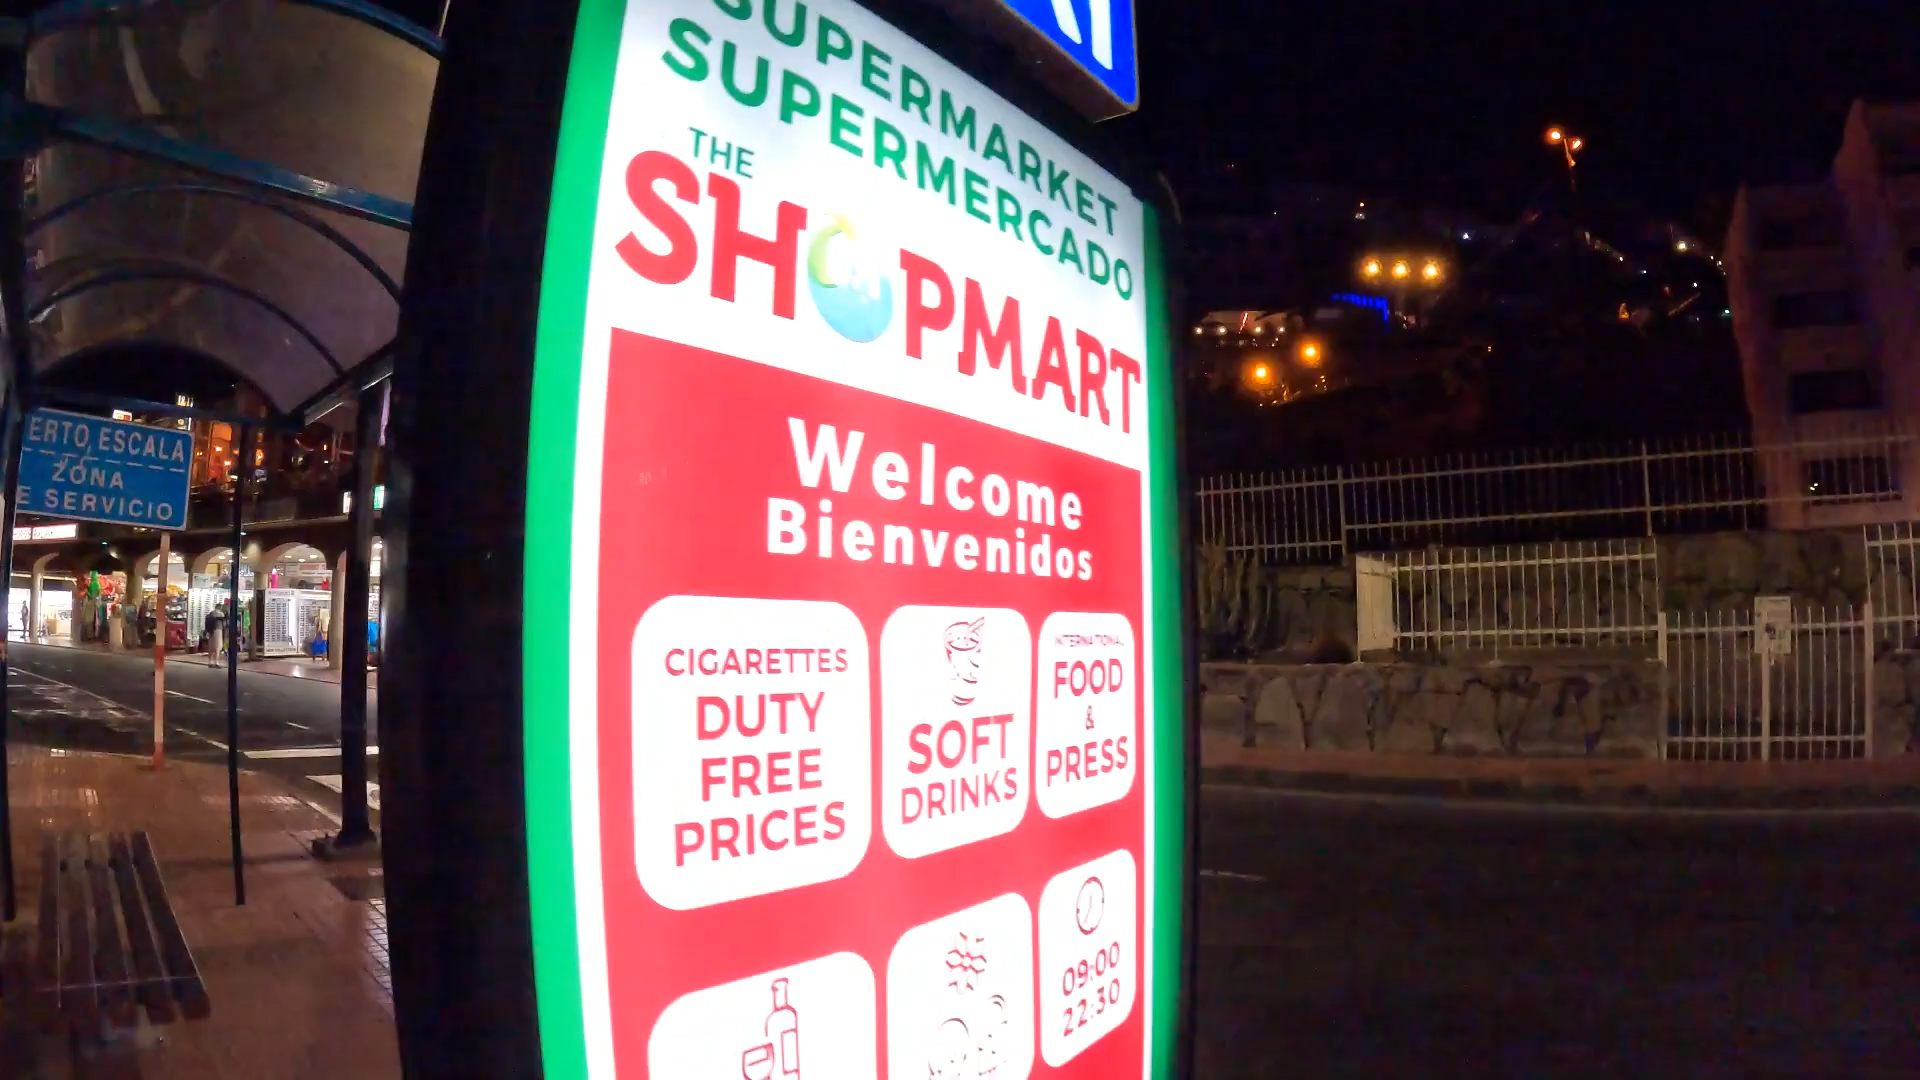 SUPERMARKET
SUPERMERCADO
THE
SHOPMART
Welcome
Bienvenidos
CIGARETTES
DUTY
FREE
PRICES
SOFT
DRINKS
INTERNATIONAL
FOOD
&
PRESS
09:00
22:30
ERTO ESCALA
ZONA
E SERVICIO